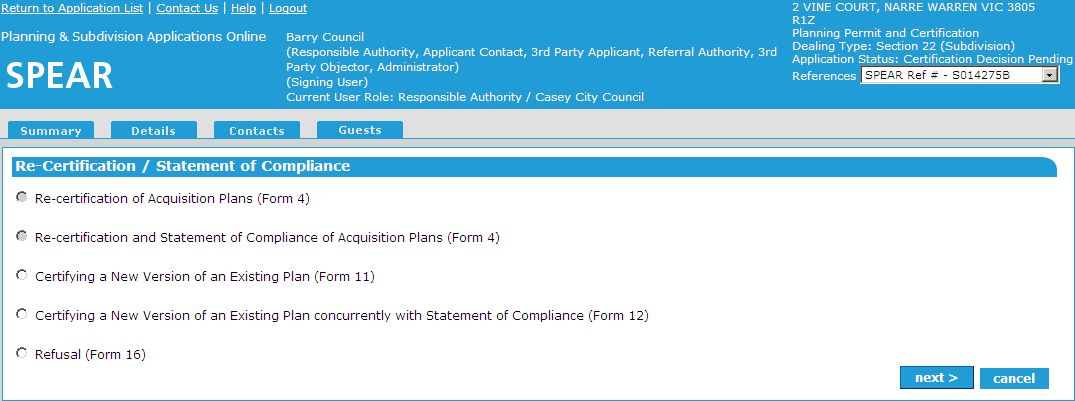 Return to Application List | Contact Us | Help | Logout
Planning & Subdivision Applications Online
SPEAR
Barry Council
(Responsible Authority, Applicant Contact, 3rd Party Applicant, Referral Authority, 3rd
Party Objector, Administrator)
(Signing User)
Current User Role: Responsible Authority / Casey City Council
2 VINE COURT, NARRE WARREN VIC 3805
R1Z
Planning Permit and Certification
Dealing Type: Section 22 (Subdivision)
Application Status: Certification Decision Pending
References SPEAR Ref # - S014275B
Summary Details Contacts Guests
Re-Certification / Statement of Compliance
Re-certification of Acquisition Plans (Form 4)
Re-certification and Statement of Compliance of Acquisition Plans (Form 4)
Certifying a New Version of an Existing Plan (Form 11)
Certifying a New Version of an Existing Plan concurrently with Statement of Compliance (Form 12)
Refusal (Form 16)
next > cancel